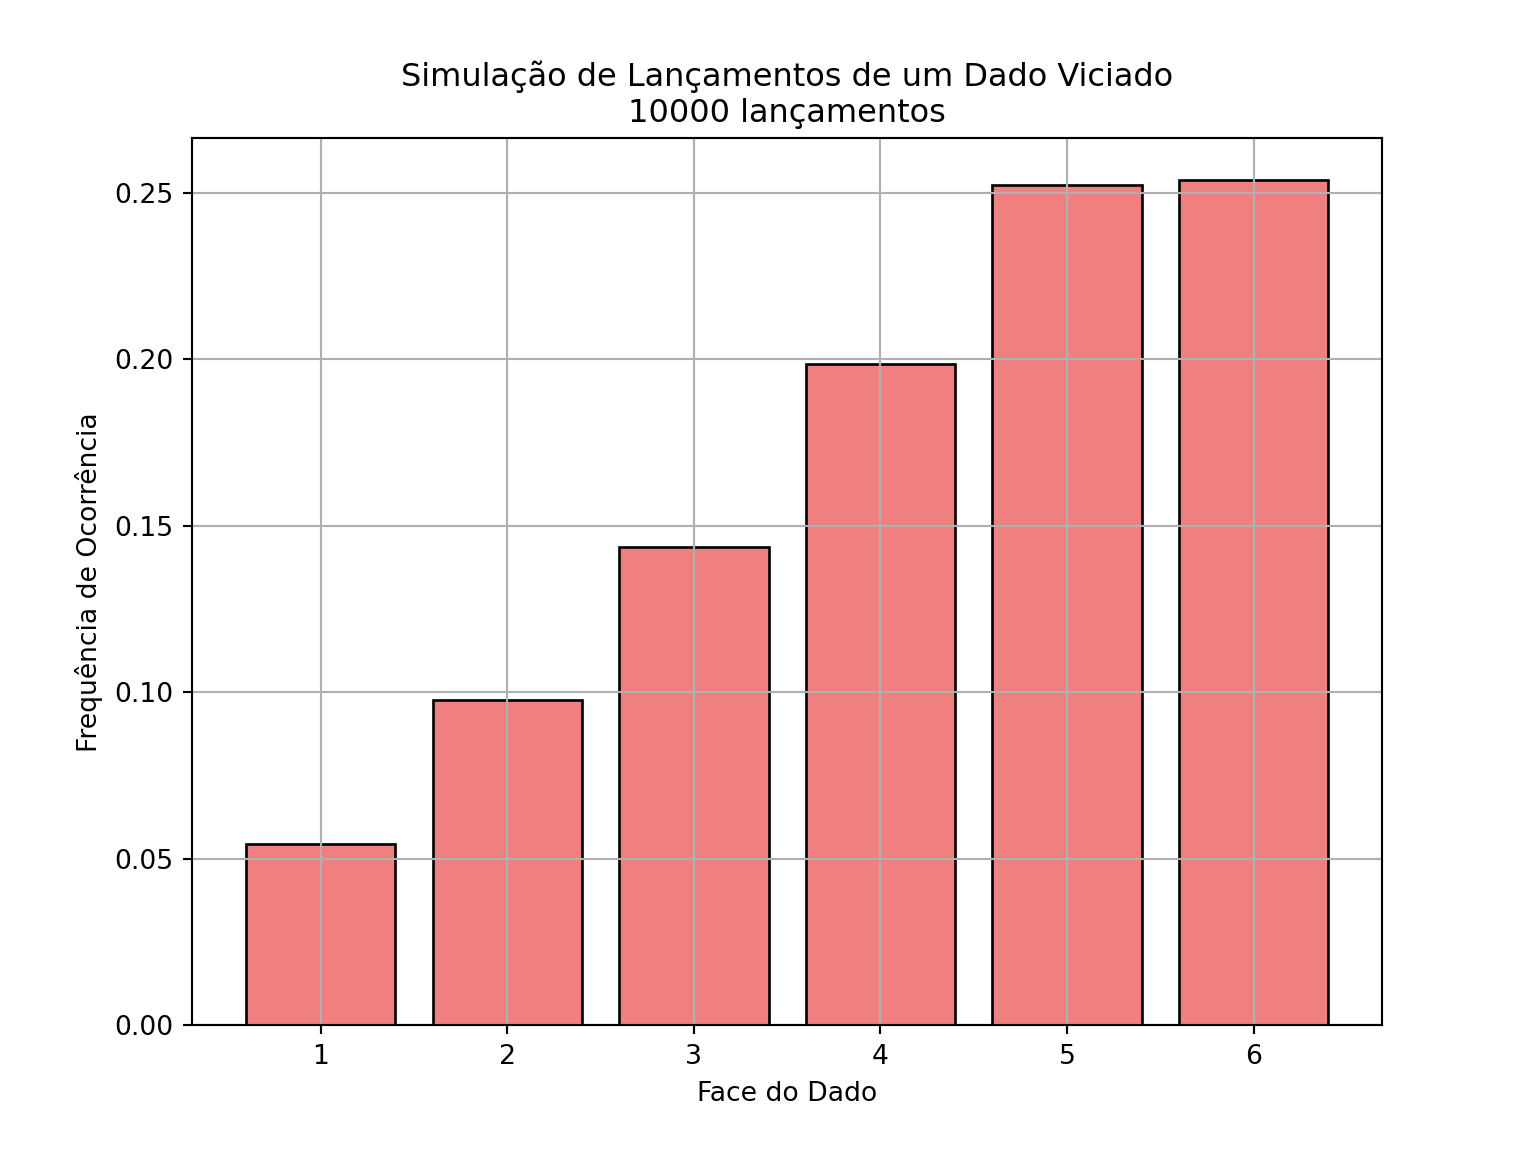 Simulação de Lançamentos de um Dado Viciado
10000 lançamentos
Frequência de Ocorrência
0.25
0.20
0.15
0.10
0.05
0.00
1 2 3 4 5 6
Face do Dado